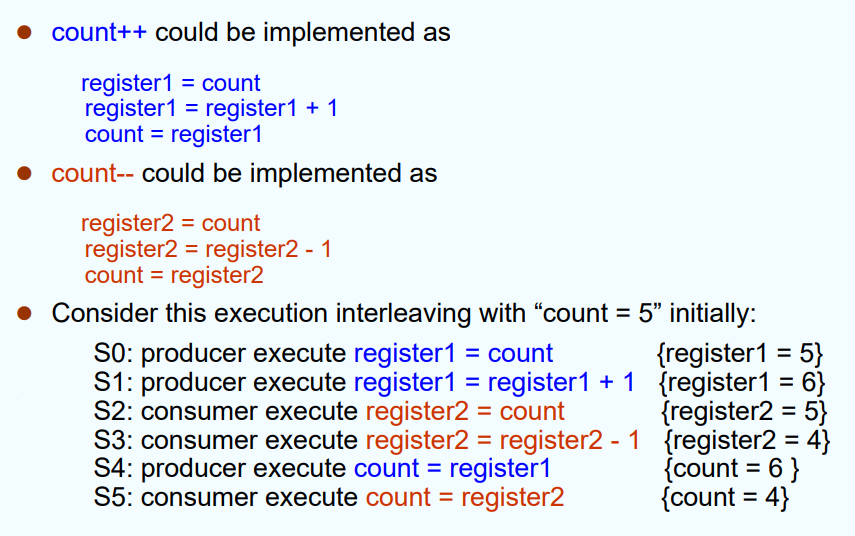 ● count++ could be implemented as
register1 = count
register1 = register1 + 1
count = register1
● count-- could be implemented as
register2 = count
register2 = register2 - 1
count = register2
● Consider this execution interleaving with “count = 5” initially:
S0: producer execute register1 = count {register1 = 5}
S1: producer execute register1 = register1 + 1 {register1 = 6}
S2: consumer execute register2 = count {register2 = 5}
S3: consumer execute register2 = register2 - 1 {register2 = 4}
S4: producer execute count = register1 {count = 6 }
S5: consumer execute count = register2 {count = 4}